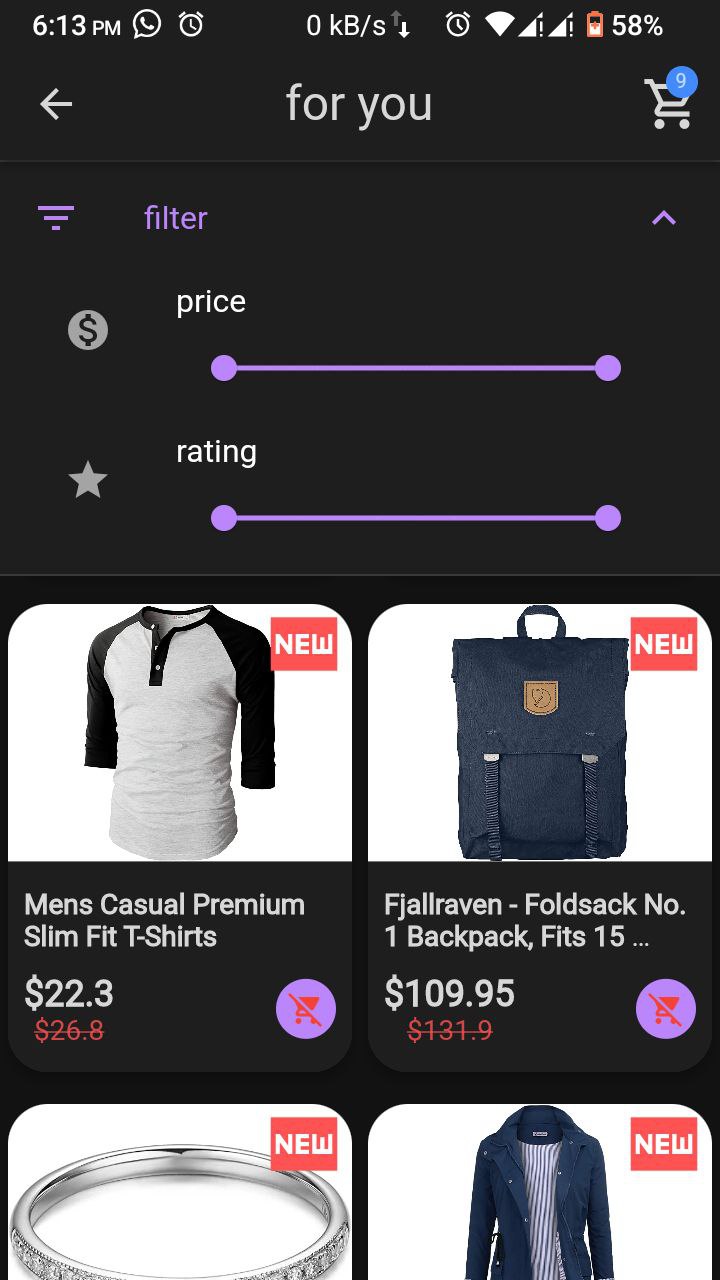 6:13 PM 0 kB/s 58%
for you
9
filter
price
rating
NEW
NEW
Mens Casual Premium
Slim Fit T-Shirts
$22.3
$26.8
Fjallraven - Foldsack No.
1 Backpack, Fits 15 ...
$109.95
$131.9
NEW
NEW